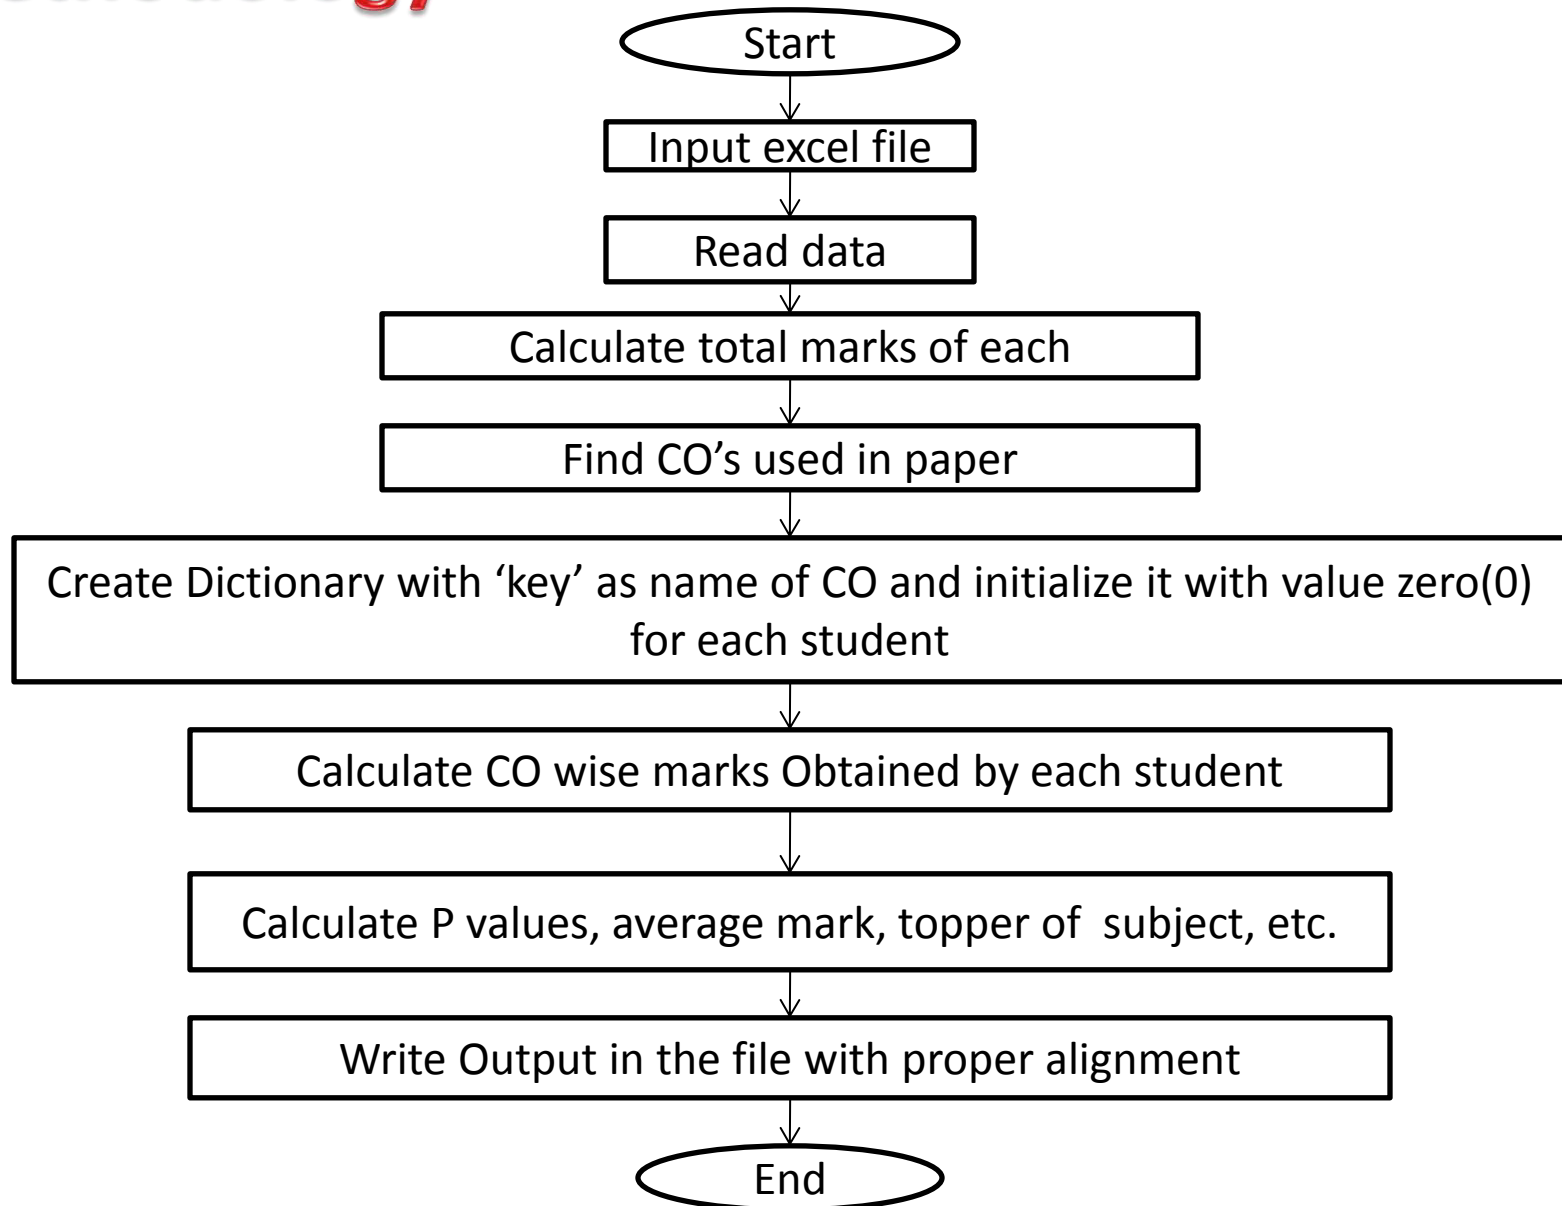 Start
Input excel file
Read data
Calculate total marks of each
Find CO’s used in paper
Create Dictionary with ‘key’ as name of CO and initialize it with value zero(0)
for each student
Calculate CO wise marks Obtained by each student
Calculate P values, average mark, topper of  subject, etc.
Write Output in the file with proper alignment
End